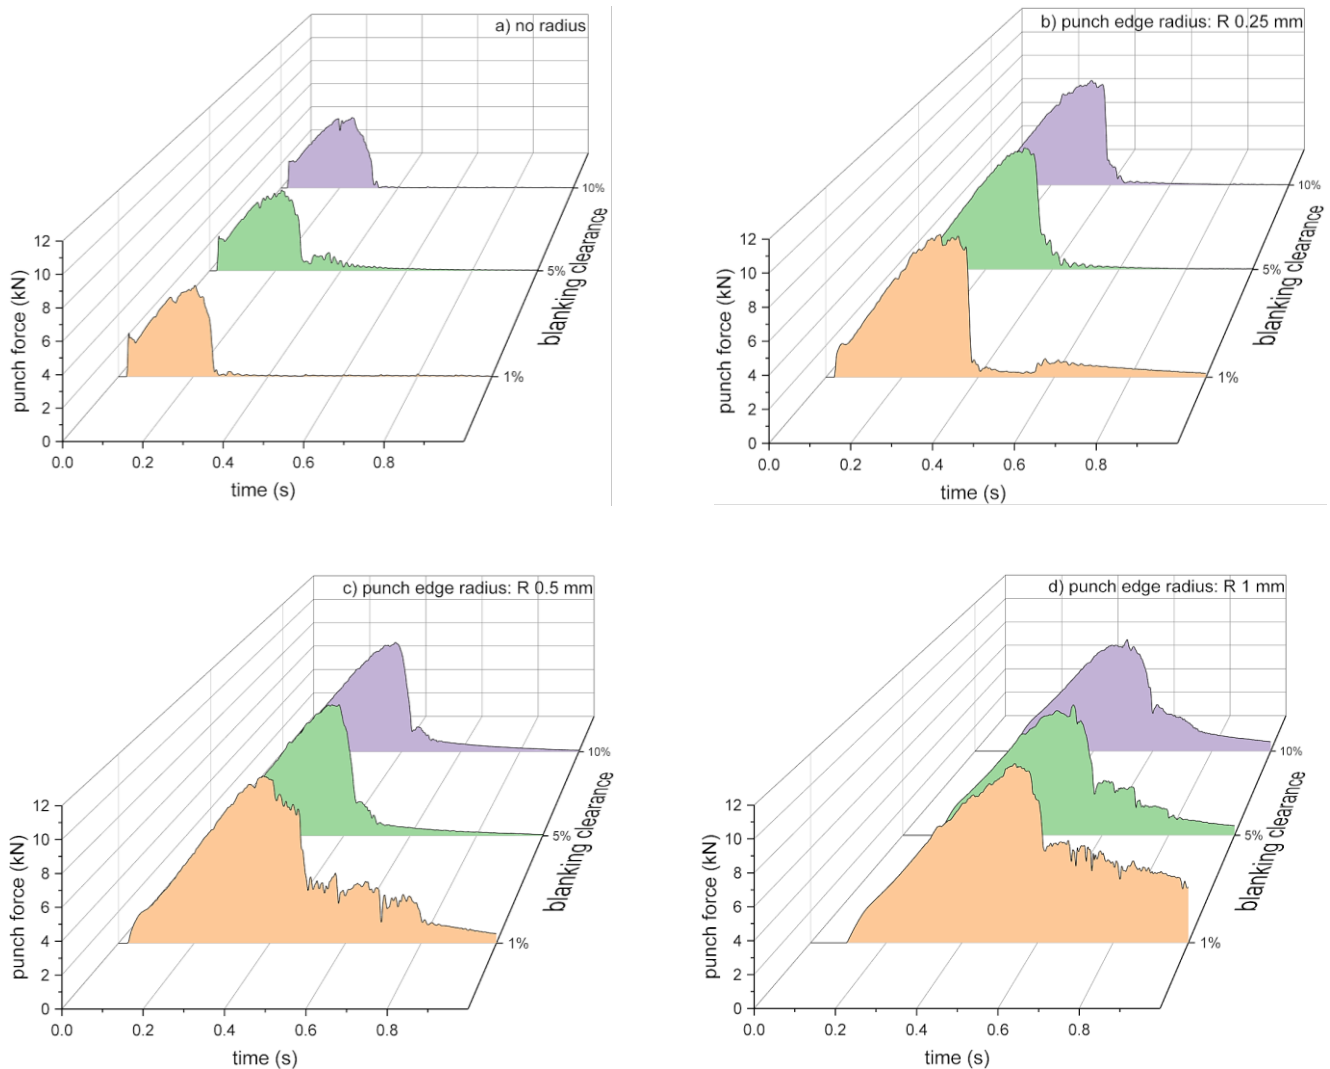 a) no radius
12
10
8
6
4
2
0
punch force (kN)
0.0 0.2 0.4 0.6 0.8
time (s)
10%
5%
1%
blanking clearance
b) punch edge radius: R 0.25 mm
12
10
8
6
4
2
0
punch force (kN)
0.0 0.2 0.4 0.6 0.8
time (s)
10%
5%
1%
blanking clearance
c) punch edge radius: R 0.5 mm
12
10
8
6
4
2
0
punch force (kN)
0.0 0.2 0.4 0.6 0.8
time (s)
10%
5%
1%
blanking clearance
d) punch edge radius: R 1 mm
12
10
8
6
4
2
0
punch force (kN)
0.0 0.2 0.4 0.6 0.8
time (s)
10%
5%
1%
blanking clearance